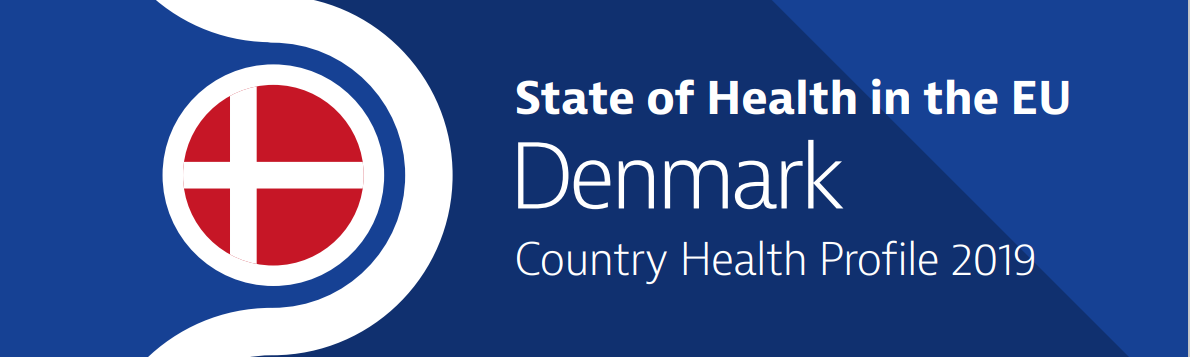 State of Health in the EU
Denmark
Country Health Profile 2019